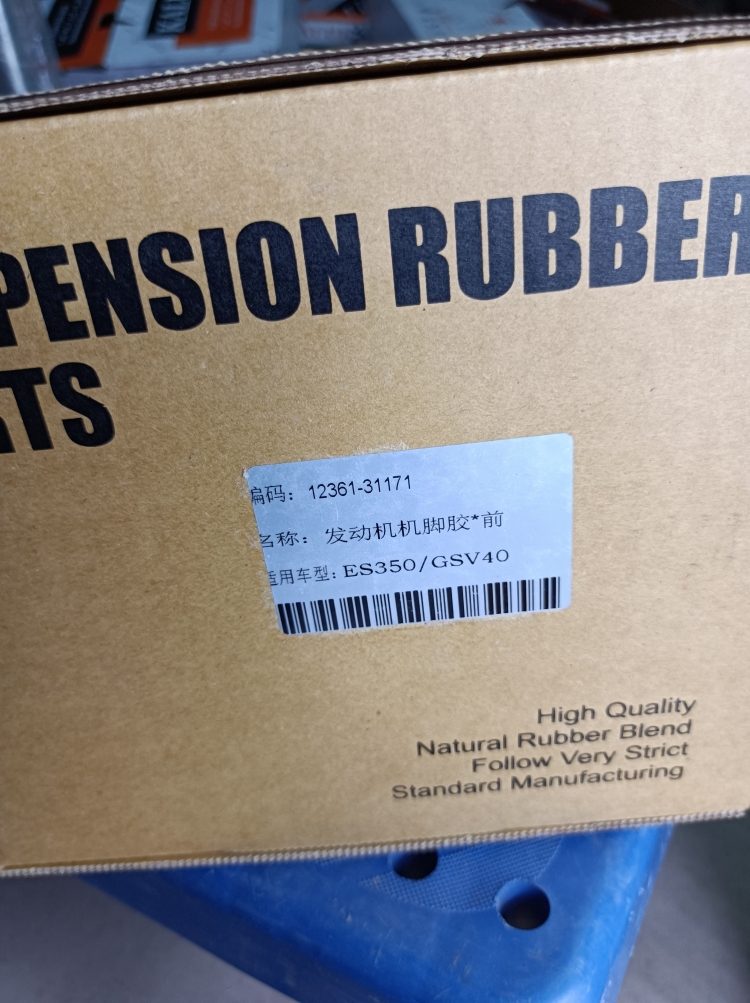 PENSION RUBBER
RTS
编码：12361-31171
名称：发动机机脚胶*前
适用车型：ES350/GSV40
High Quality
Natural Rubber Blend
Follow Very Strict
Standard Manufacturing